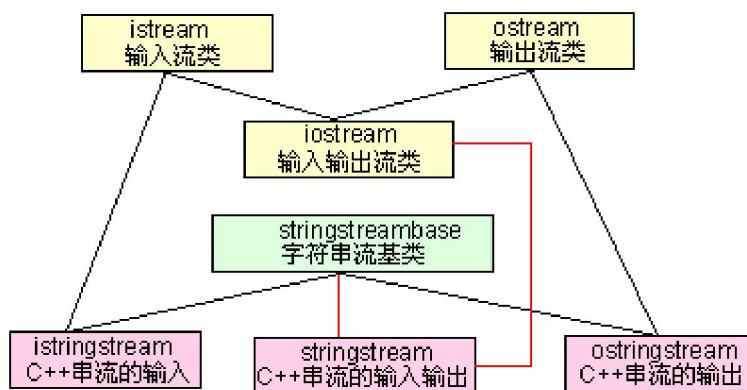 istream
输入流类
ostream
输出流类
iostream
输入输出流类
stringstreambase
字符串流基类
istringstream
C++串流的输入
stringstream
C++串流的输入输出
ostringstream
C++串流的输出